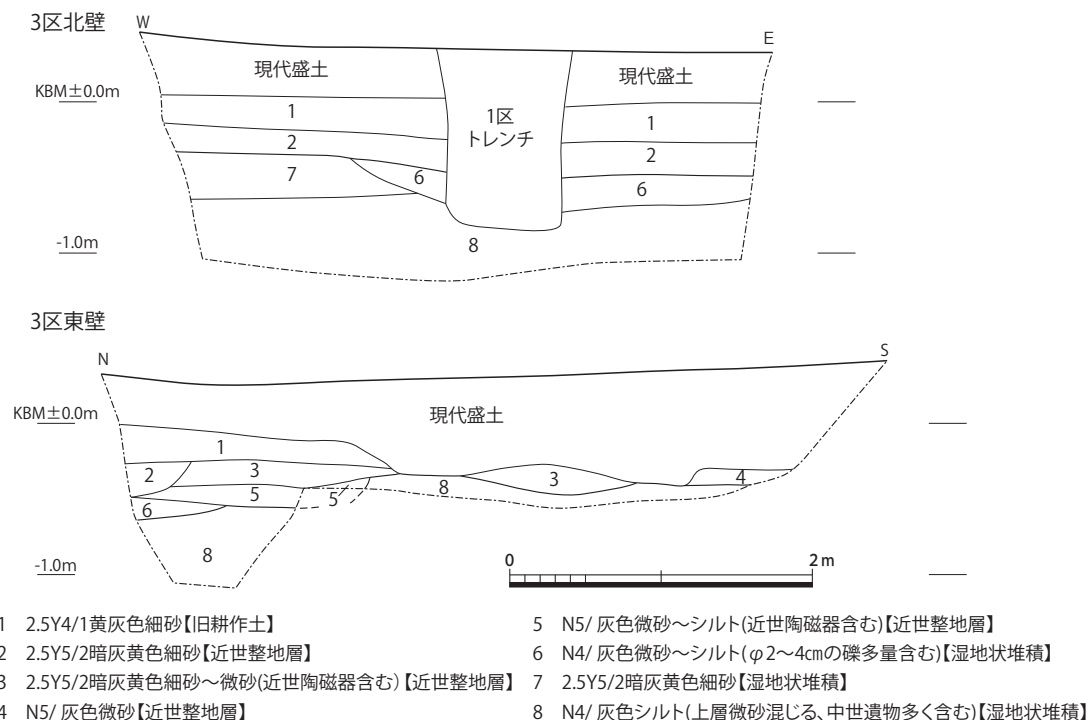 3区北壁
W
E
現代盛土
現代盛土
KBM±0.0m
1
1区
トレンチ
1
2
2
7
6
6
-1.0m
8
3区東壁
N
S
KBM±0.0m
現代盛土
1
2
3
3
4
5
5
8
6
8
-1.0m
0
2m
1 2.5Y4/1黄灰色細砂【旧耕作土】
2 2.5Y5/2暗灰黄色細砂【近世整地層】
3 2.5Y5/2暗灰黄色細砂～微砂(近世陶磁器含む)【近世整地層】
4 N5/ 灰色微砂【近世整地層】
5 N5/ 灰色微砂～シルト(近世陶磁器含む)【近世整地層】
6 N4/ 灰色微砂～シルト(φ2～4㎝の礫多量含む)【湿地状堆積】
7 2.5Y5/2暗灰黄色細砂【湿地状堆積】
8 N4/ 灰色シルト(上層微砂混じる、中世遺物多く含む)【湿地状堆積】